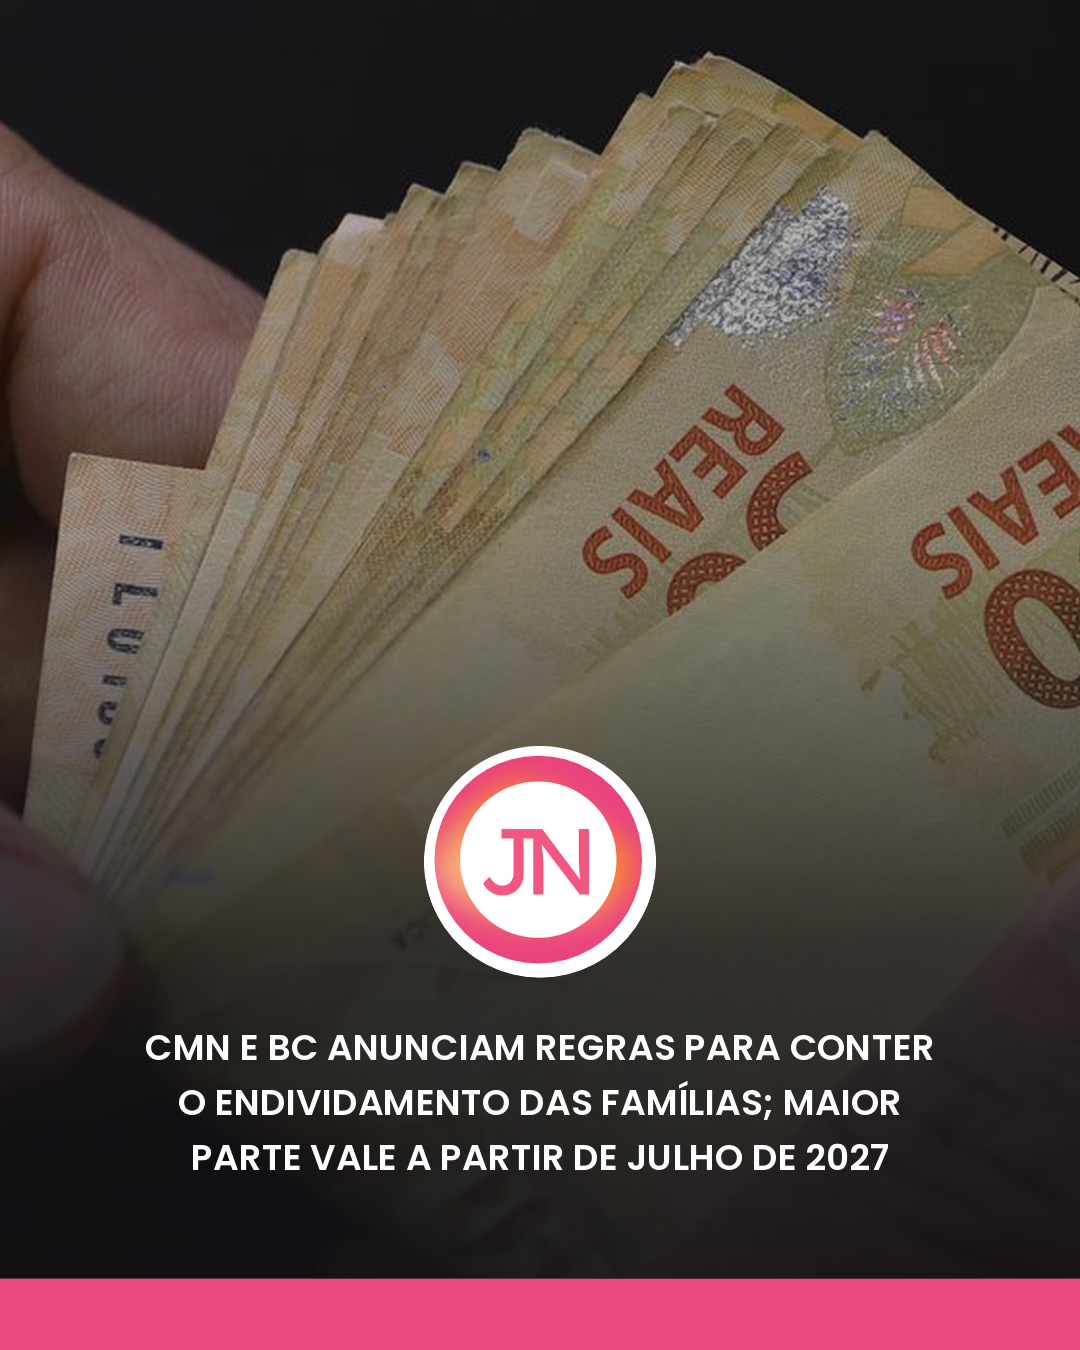 REAIS
REAIS
JN
CMN E BC ANUNCIAM REGRAS PARA CONTER
O ENDIVIDAMENTO DAS FAMÍLIAS; MAIOR
PARTE VALE A PARTIR DE JULHO DE 2027